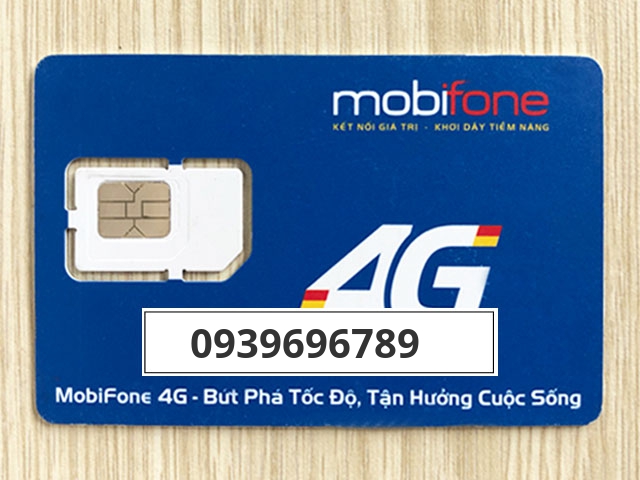 mobifone
KẾT NỐI GIÁ TRỊ - KHƠI DẬY TIỀM NĂNG
4G
0939696789
MobiFone 4G - Bứt Phá Tốc Độ, Tận Hưởng Cuộc Sống